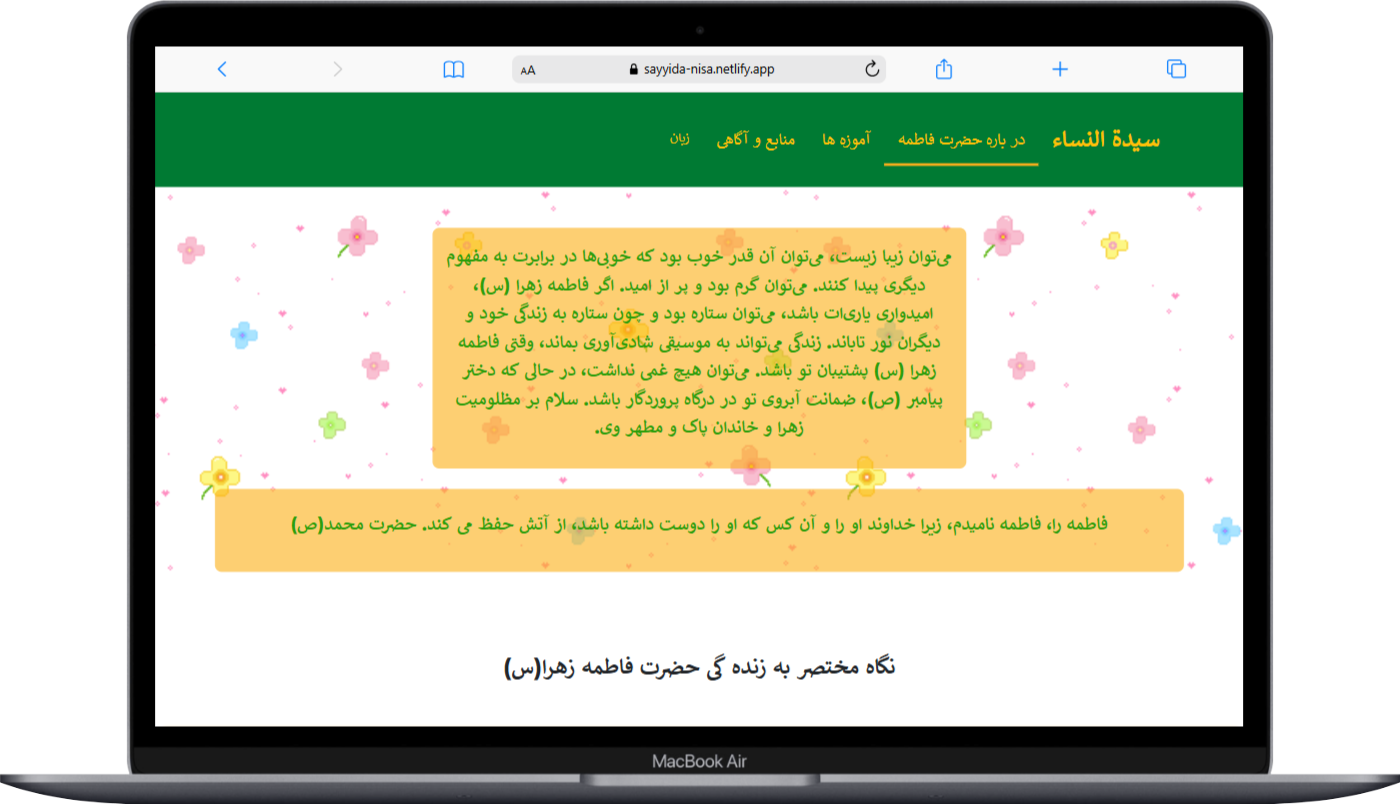 AA
sayyida-nisa.netlify.app
سيدة النساء
در باره حضرت فاطمه
آموزه ها
منابع و آگاهی
زبان
می‌توان زیبا زیست، می‌توان آن قدر خوب بود که خوبی‌ها در برابرت به مفهوم
دیگری پیدا کنند. می‌توان گرم بود و پر از امید. اگر فاطمه زهرا (س)،
امیدواری یاری‌ات باشد، می‌توان ستاره بود و چون ستاره به زندگی خود و
دیگران نور تاباند. زندگی می‌تواند به موسیقی شادی‌آوری بماند، وقتی فاطمه
زهرا (س) پشتیبان تو باشد. می‌توان هیچ غمی نداشت، در حالی که دختر
پیامبر (ص)، ضمانت آبروی تو در درگاه پروردگار باشد. سلام بر مظلومیت
زهرا و خاندان پاک و مطهر وی.
فاطمه را، فاطمه نامیدم، زیرا خداوند او را و آن کس که او را دوست داشته باشد، از آتش حفظ می کند. حضرت محمد(ص)
نگاه مختصر به زنده گی حضرت فاطمه زهرا(س)
MacBook Air